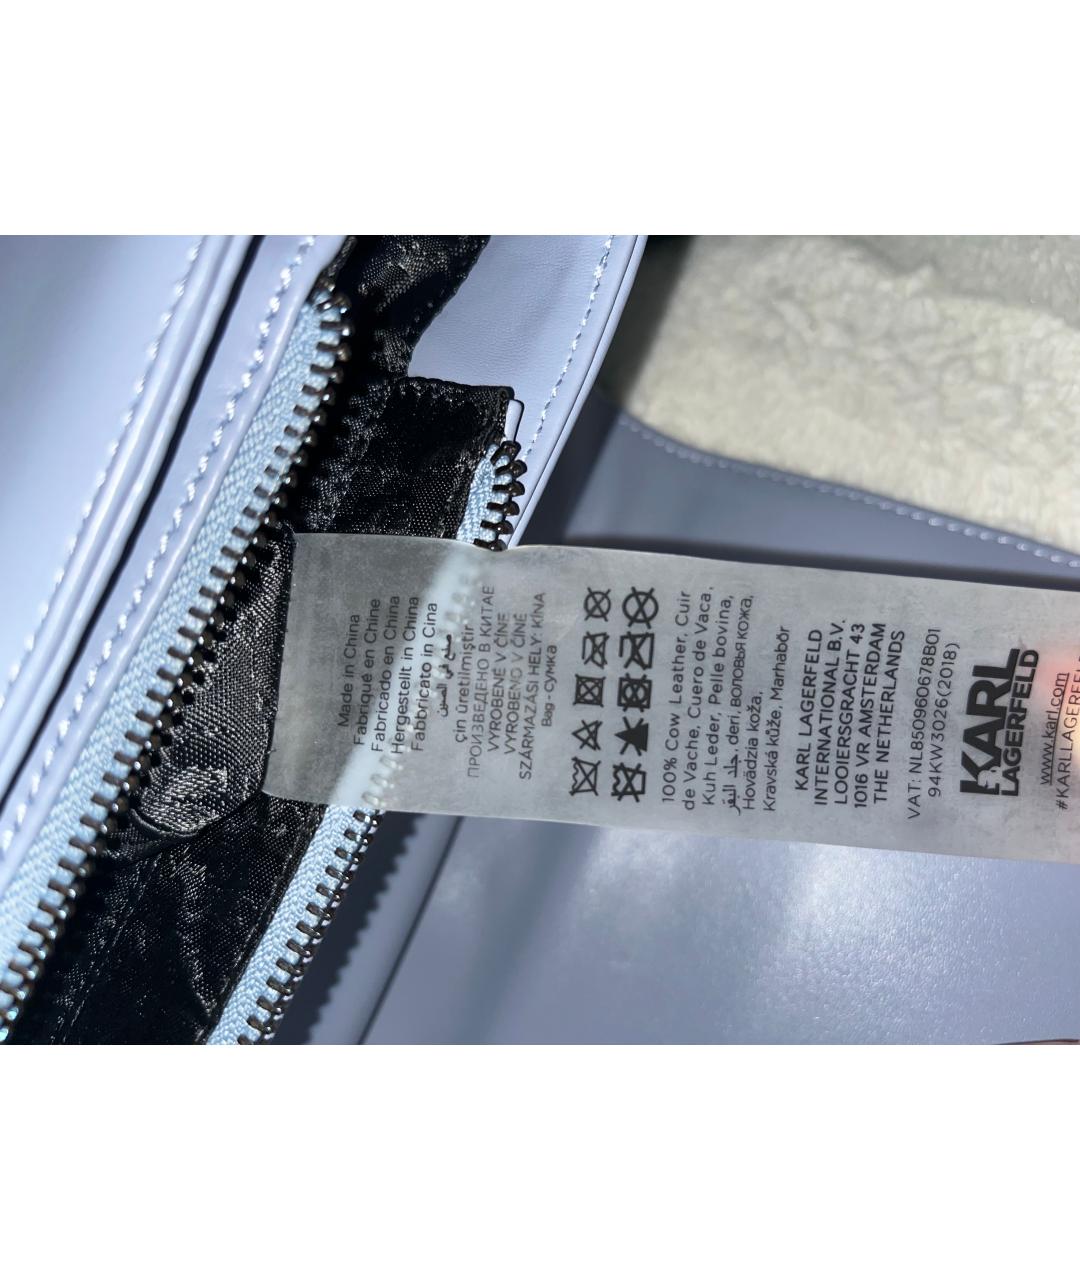 Made in China
Fabriqué en Chine
Fabricado en China
Hergestellt in China
Fabbricato in Cina
صنع في الصين
çin üretilmiştir
ПРОИЗВЕДЕНО В КИТАЕ
VYROBENE V ČÍNE
VYROBENO V ČÍNĚ
SZÁRMAZÁSI HELY: KÍNA
Bag - сумка
100% Cow Leather, Cuir
de Vache, Cuero de Vaca,
Kuh Leder, Pelle bovina,
جلد البقر, deri, воловья кожа,
Hovädzia koža,
Kravská kůže, Marhabőr
KARL LAGERFELD
INTERNATIONAL B.V.
LOOIERSGRACHT 43
1016 VR AMSTERDAM
THE NETHERLANDS
VAT: NL850960678B01
94KW3026(2018)
KARL
LAGERFELD
www.karl.com
#KARLLAGERFELD